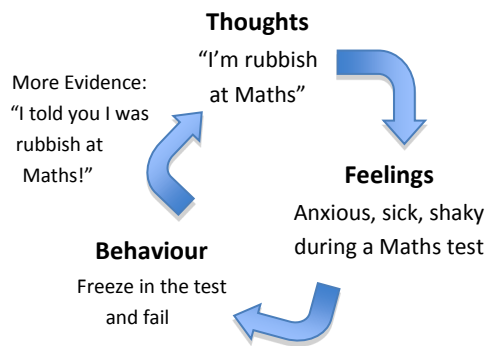 Thoughts
“I’m rubbish
at Maths”
More Evidence:
“I told you I was
rubbish at
Maths!”
Feelings
Anxious, sick, shaky
during a Maths test
Behaviour
Freeze in the test
and fail